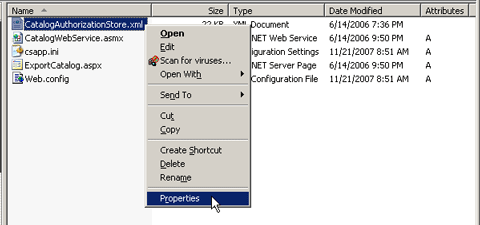 Name Size Type Date Modified Attributes
CatalogAuthorizationStore.xml 22 KB XML Document 6/14/2006 7:36 PM
CatalogWebService.asmx .NET Web Service 6/14/2006 9:50 PM A
csapp.ini iguration Settings 11/21/2007 8:51 AM A
ExportCatalog.aspx .NET Server Page 6/14/2006 9:50 PM A
Web.config Configuration File 11/21/2007 8:51 AM A
Open
Edit
Scan for viruses...
Open With
Send To
Cut
Copy
Create Shortcut
Delete
Rename
Properties